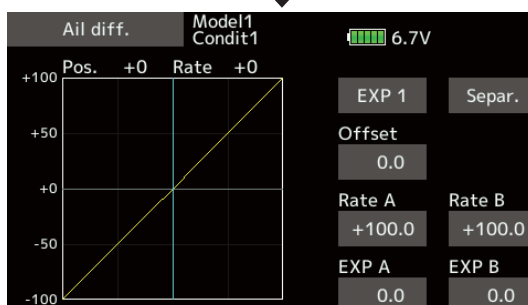 Ail diff.
Model1
Condit1
6.7V
Pos. +0 Rate +0
+100
+50
+0
-50
-100
EXP 1 Separ.
Offset
0.0
Rate A Rate B
+100.0 +100.0
EXP A EXP B
0.0 0.0